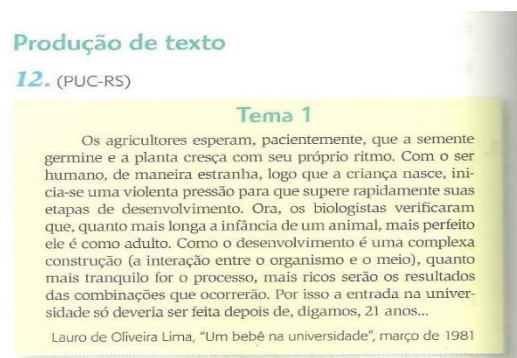 Produção de texto
12. (PUC-RS)
Tema 1
Os agricultores esperam, pacientemente, que a semente
germine e a planta cresça com seu próprio ritmo. Com o ser
humano, de maneira estranha, logo que a criança nasce, ini-
cia-se uma violenta pressão para que supere rapidamente suas
etapas de desenvolvimento. Ora, os biologistas verificaram
que, quanto mais longa a infância de um animal, mais perfeito
ele é como adulto. Como o desenvolvimento é uma complexa
construção (a interação entre o organismo e o meio), quanto
mais tranquilo for o processo, mais ricos serão os resultados
das combinações que ocorrerão. Por isso a entrada na univer-
sidade só deveria ser feita depois de, digamos, 21 anos...
Lauro de Oliveira Lima, "Um bebê na universidade", março de 1981